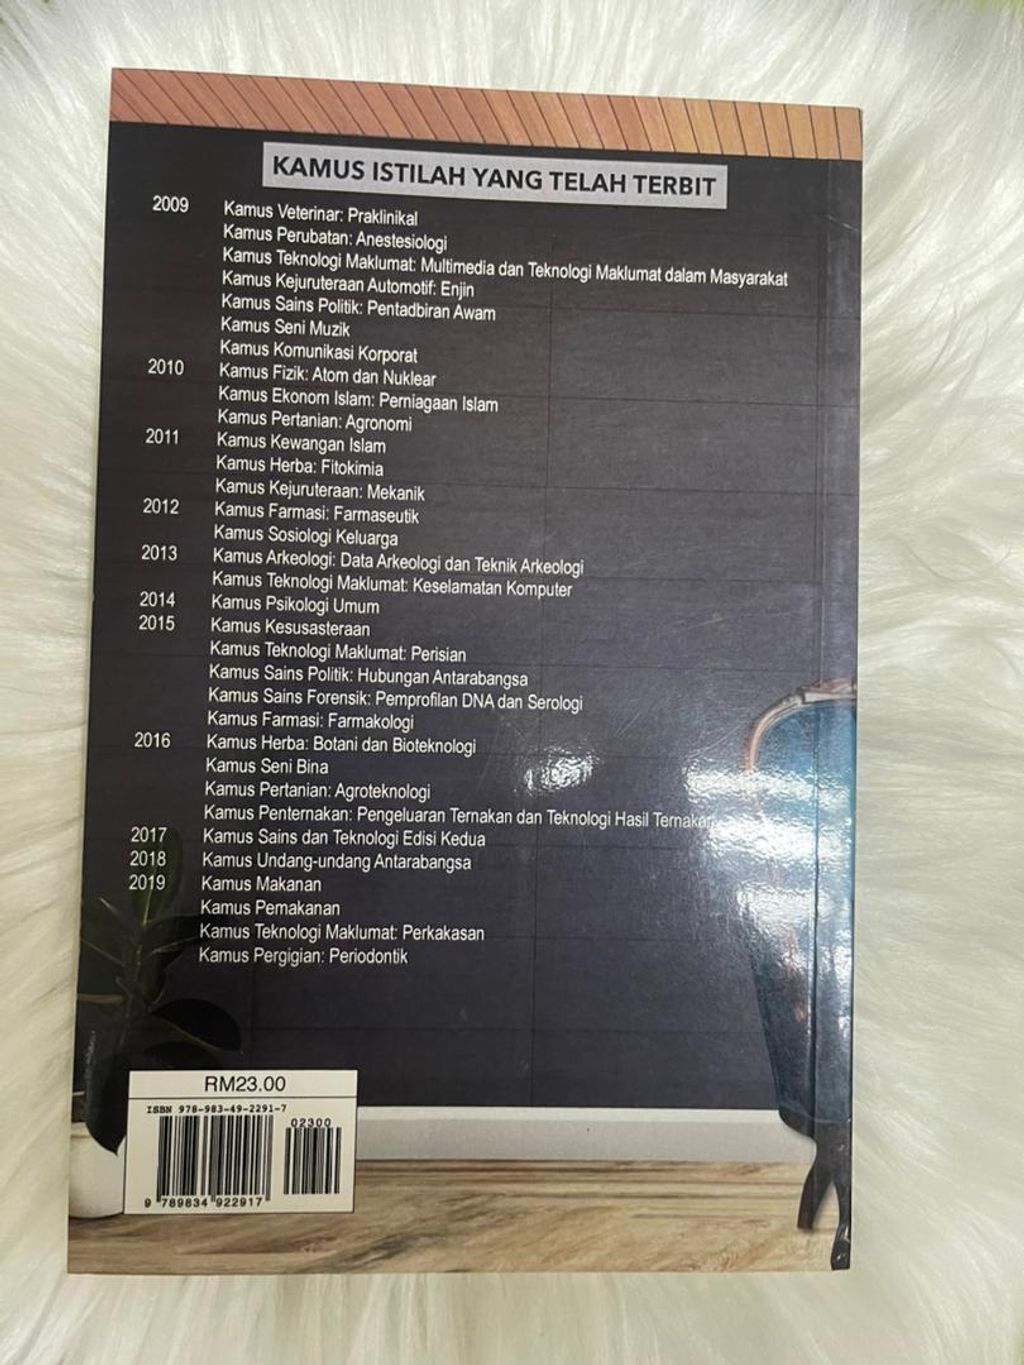 KAMUS ISTILAH YANG TELAH TERBIT
2009 Kamus Veterinar: Praklinikal
Kamus Perubatan: Anestesiologi
Kamus Teknologi Maklumat: Multimedia dan Teknologi Maklumat dalam Masyarakat
Kamus Kejuruteraan Automotif: Enjin
Kamus Sains Politik: Pentadbiran Awam
Kamus Seni Muzik
Kamus Komunikasi Korporat
2010 Kamus Fizik: Atom dan Nuklear
Kamus Ekonom Islam: Perniagaan Islam
Kamus Pertanian: Agronomi
2011 Kamus Kewangan Islam
Kamus Herba: Fitokimia
Kamus Kejuruteraan: Mekanik
2012 Kamus Farmasi: Farmaseutik
Kamus Sosiologi Keluarga
2013 Kamus Arkeologi: Data Arkeologi dan Teknik Arkeologi
Kamus Teknologi Maklumat: Keselamatan Komputer
2014 Kamus Psikologi Umum
2015 Kamus Kesusasteraan
Kamus Teknologi Maklumat: Perisian
Kamus Sains Politik: Hubungan Antarabangsa
Kamus Sains Forensik: Pemprofilan DNA dan Serologi
Kamus Farmasi: Farmakologi
2016 Kamus Herba: Botani dan Bioteknologi
Kamus Seni Bina
Kamus Pertanian: Agroteknologi
Kamus Penternakan: Pengeluaran Ternakan dan Teknologi Hasil Ternakan
2017 Kamus Sains dan Teknologi Edisi Kedua
2018 Kamus Undang-undang Antarabangsa
2019 Kamus Makanan
Kamus Pemakanan
Kamus Teknologi Maklumat: Perkakasan
Kamus Pergigian: Periodontik
RM23.00
ISBN 978-983-49-2291-7
02300
9 789834 922917